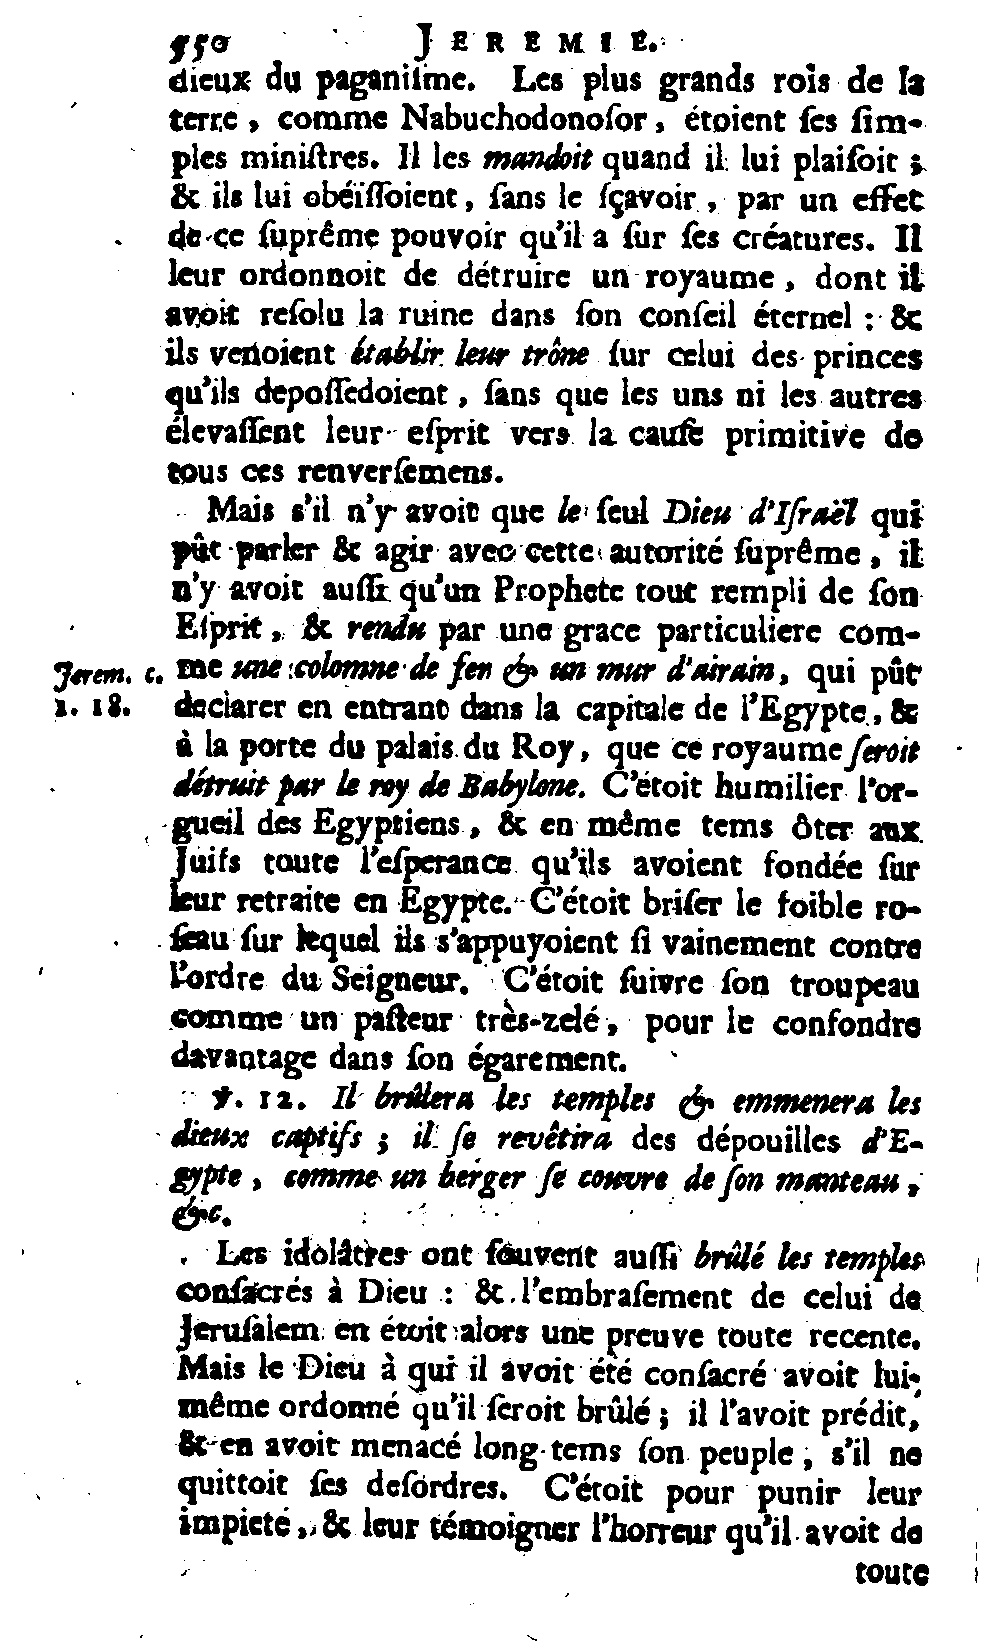 550 JEREMIE.
dieux du paganiſme. Les plus grands rois de la
terre, comme Nabuchodonoſor, étoient ſes ſim-
ples miniſtres. Il les mandoit quand il lui plaiſoit ;
& ils lui obéïſſoient, ſans le ſçavoir, par un effet
de ce ſuprême pouvoir qu'il a ſur ſes créatures. Il
leur ordonnoit de détruire un royaume, dont il
avoit reſolu la ruine dans ſon conſeil éternel : &
ils venoient établir leur trône ſur celui des princes
qu'ils depoſſedoient, ſans que les uns ni les autres
élevaſſent leur eſprit vers la cauſe primitive de
tous ces renverſemens.
Mais s'il n'y avoit que le ſeul Dieu d'Iſraël qui
pût parler & agir avec cette autorité ſuprême, il
n'y avoit auſſi qu'un Prophete tout rempli de ſon
Eſprit, & rendu par une grace particuliere com-
Jerem. c. me une colomne de fer & un mur d'airain, qui pût
1. 18. declarer en entrant dans la capitale de l'Egypte, &
à la porte du palais du Roy, que ce royaume ſeroit
détruit par le roy de Babylone. C'étoit humilier l'or-
gueil des Egyptiens, & en même tems ôter aux
Juifs toute l'eſperance qu'ils avoient fondée ſur
leur retraite en Egypte. C'étoit briſer le foible ro-
ſeau ſur lequel ils s'appuyoient ſi vainement contre
l'ordre du Seigneur. C'étoit ſuivre ſon troupeau
comme un paſteur très-zelé, pour le confondre
davantage dans ſon égarement.
℣. 12. Il brûlera les temples & emmenera les
dieux captifs ; il ſe revêtira des dépouilles d'E-
gypte, comme un berger ſe couvre de ſon manteau,
&c.
Les idolâtres ont ſouvent auſſi brûlé les temples
conſacrés à Dieu : & l'embraſement de celui de
Jeruſalem en étoit alors une preuve toute recente.
Mais le Dieu à qui il avoit été conſacré avoit lui-
même ordonné qu'il ſeroit brûlé ; il l'avoit prédit,
& en avoit menacé long-tems ſon peuple, s'il ne
quittoit ſes deſordres. C'étoit pour punir leur
impieté, & leur témoigner l'horreur qu'il avoit de
toute